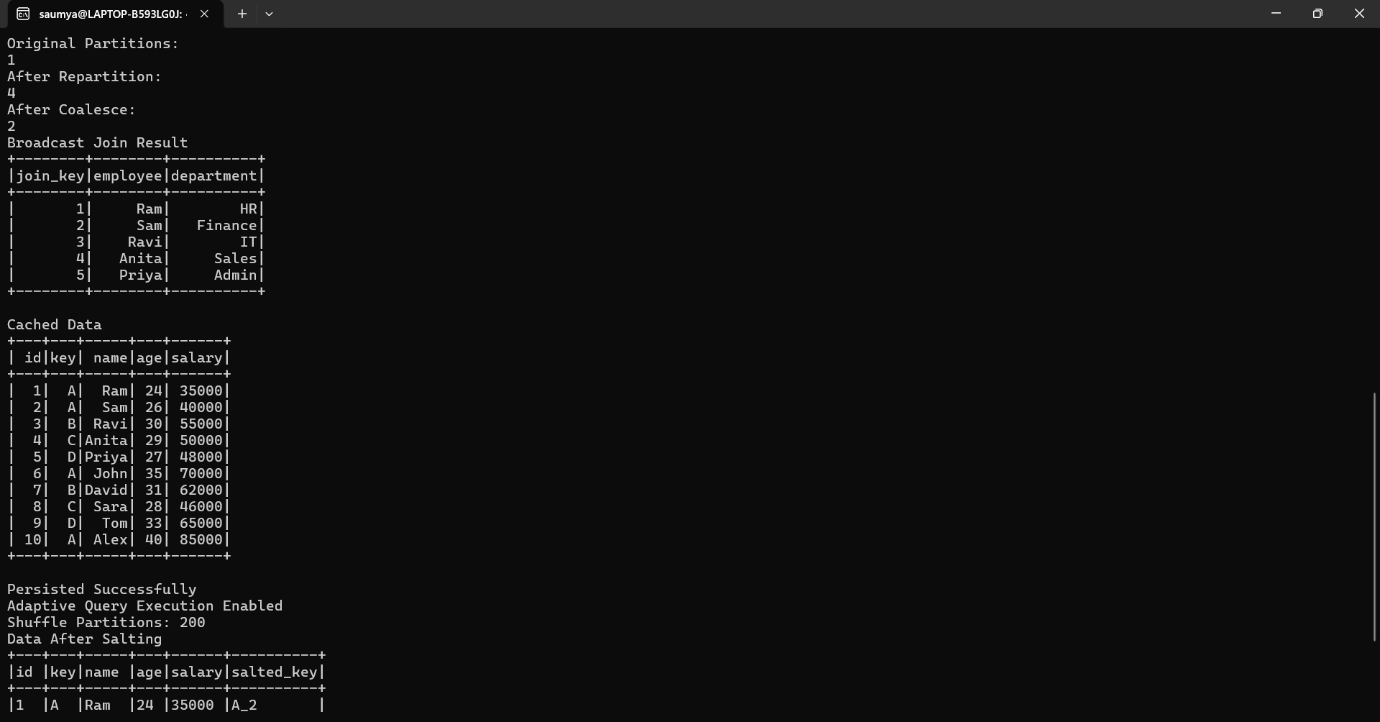 saumya@LAPTOP-B593LG0J: ·
Original Partitions:
1
After Repartition:
4
After Coalesce:
2
Broadcast Join Result
+--------+--------+----------+
|join_key|employee|department|
+--------+--------+----------+
|       1|     Ram|        HR|
|       2|     Sam|   Finance|
|       3|    Ravi|        IT|
|       4|   Anita|     Sales|
|       5|   Priya|     Admin|
+--------+--------+----------+
Cached Data
+---+---+-----+---+------+
| id|key| name|age|salary|
+---+---+-----+---+------+
|  1|  A|  Ram| 24| 35000|
|  2|  A|  Sam| 26| 40000|
|  3|  B| Ravi| 30| 55000|
|  4|  C|Anita| 29| 50000|
|  5|  D|Priya| 27| 48000|
|  6|  A| John| 35| 70000|
|  7|  B|David| 31| 62000|
|  8|  C| Sara| 28| 46000|
|  9|  D|  Tom| 33| 65000|
| 10|  A| Alex| 40| 85000|
+---+---+-----+---+------+
Persisted Successfully
Adaptive Query Execution Enabled
Shuffle Partitions: 200
Data After Salting
+---+---+-----+---+------+----------+
|id |key|name |age|salary|salted_key|
+---+---+-----+---+------+----------+
|1  |A  |Ram  |24 |35000 |A_2       |